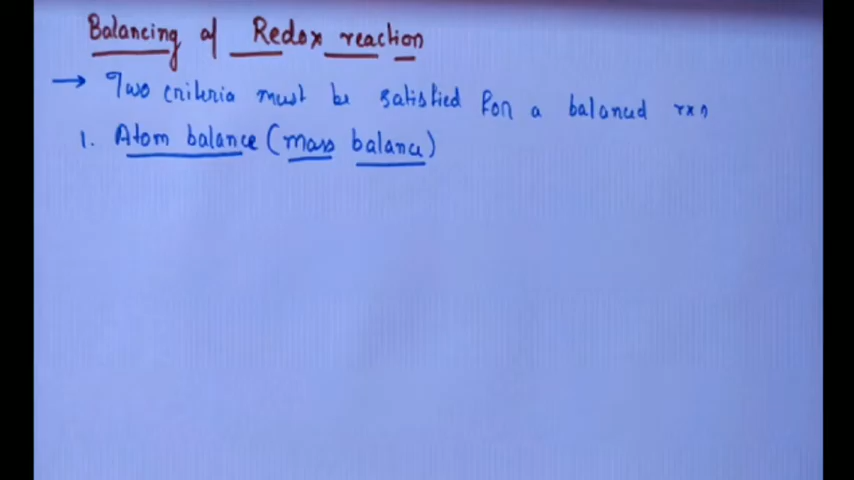 Balancing of Redox reaction
→ Two criteria must be satisfied for a balanced rxn
1. Atom balance (mass balance)